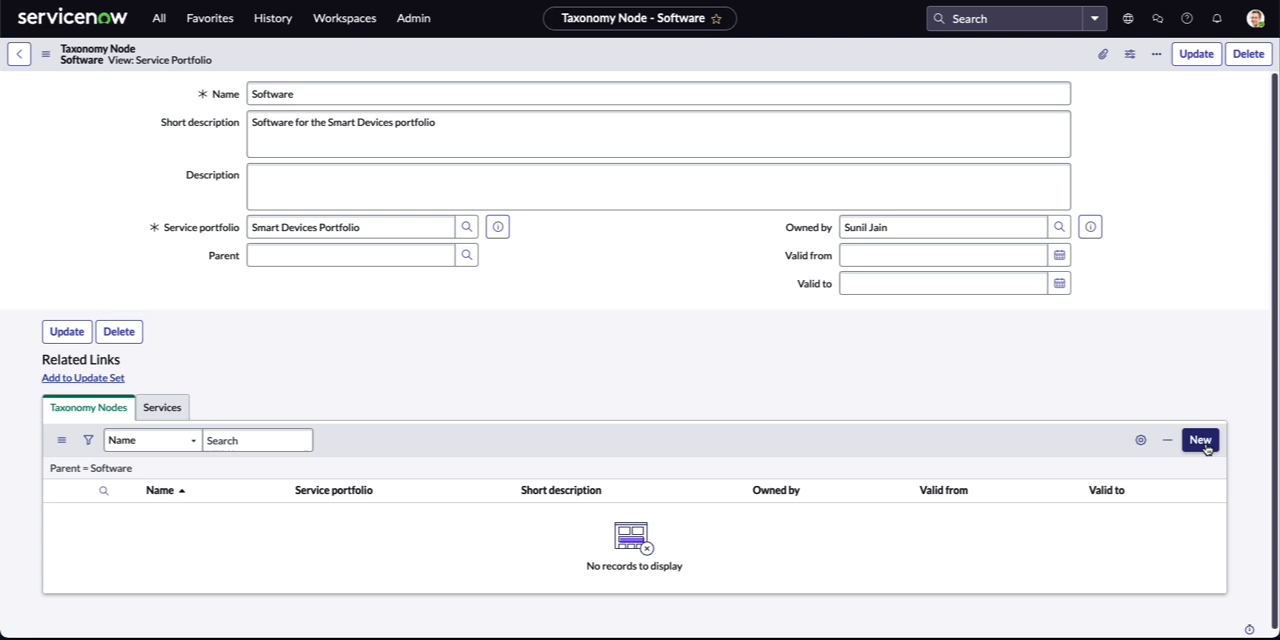 servicenow All Favorites History Workspaces Admin Taxonomy Node - Software Search
Taxonomy Node
Software View: Service Portfolio
Update Delete
Name Software
Short description Software for the Smart Devices portfolio
Description
Service portfolio Smart Devices Portfolio Owned by Sunil Jain
Parent Valid from
Valid to
Update Delete
Related Links
Add to Update Set
Taxonomy Nodes Services
Name Search New
Parent = Software
Name Service portfolio Short description Owned by Valid from Valid to
No records to display